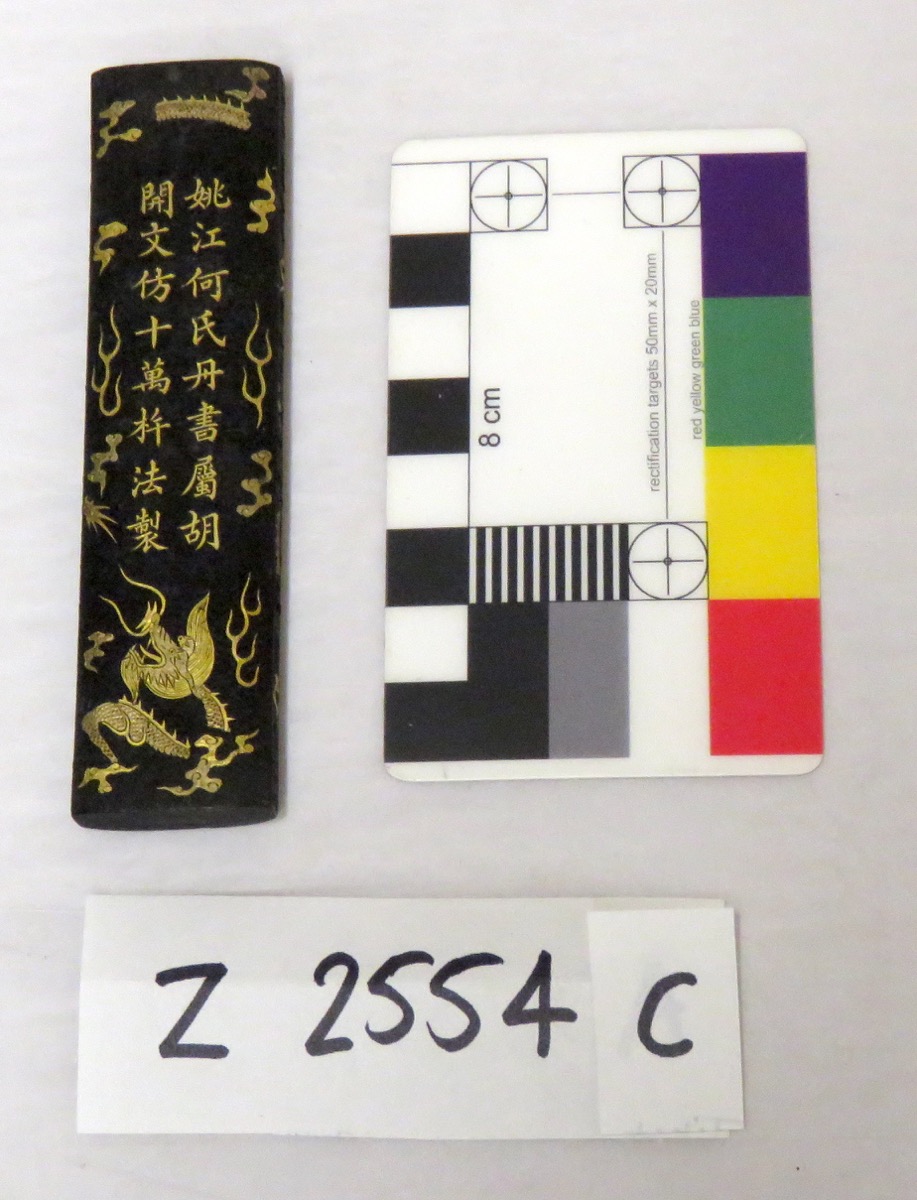 姚江何氏丹書屬胡
開文仿十萬杵法製
8 cm
rectification targets 50mm x 20mm
red yellow green blue
Z 2554 C